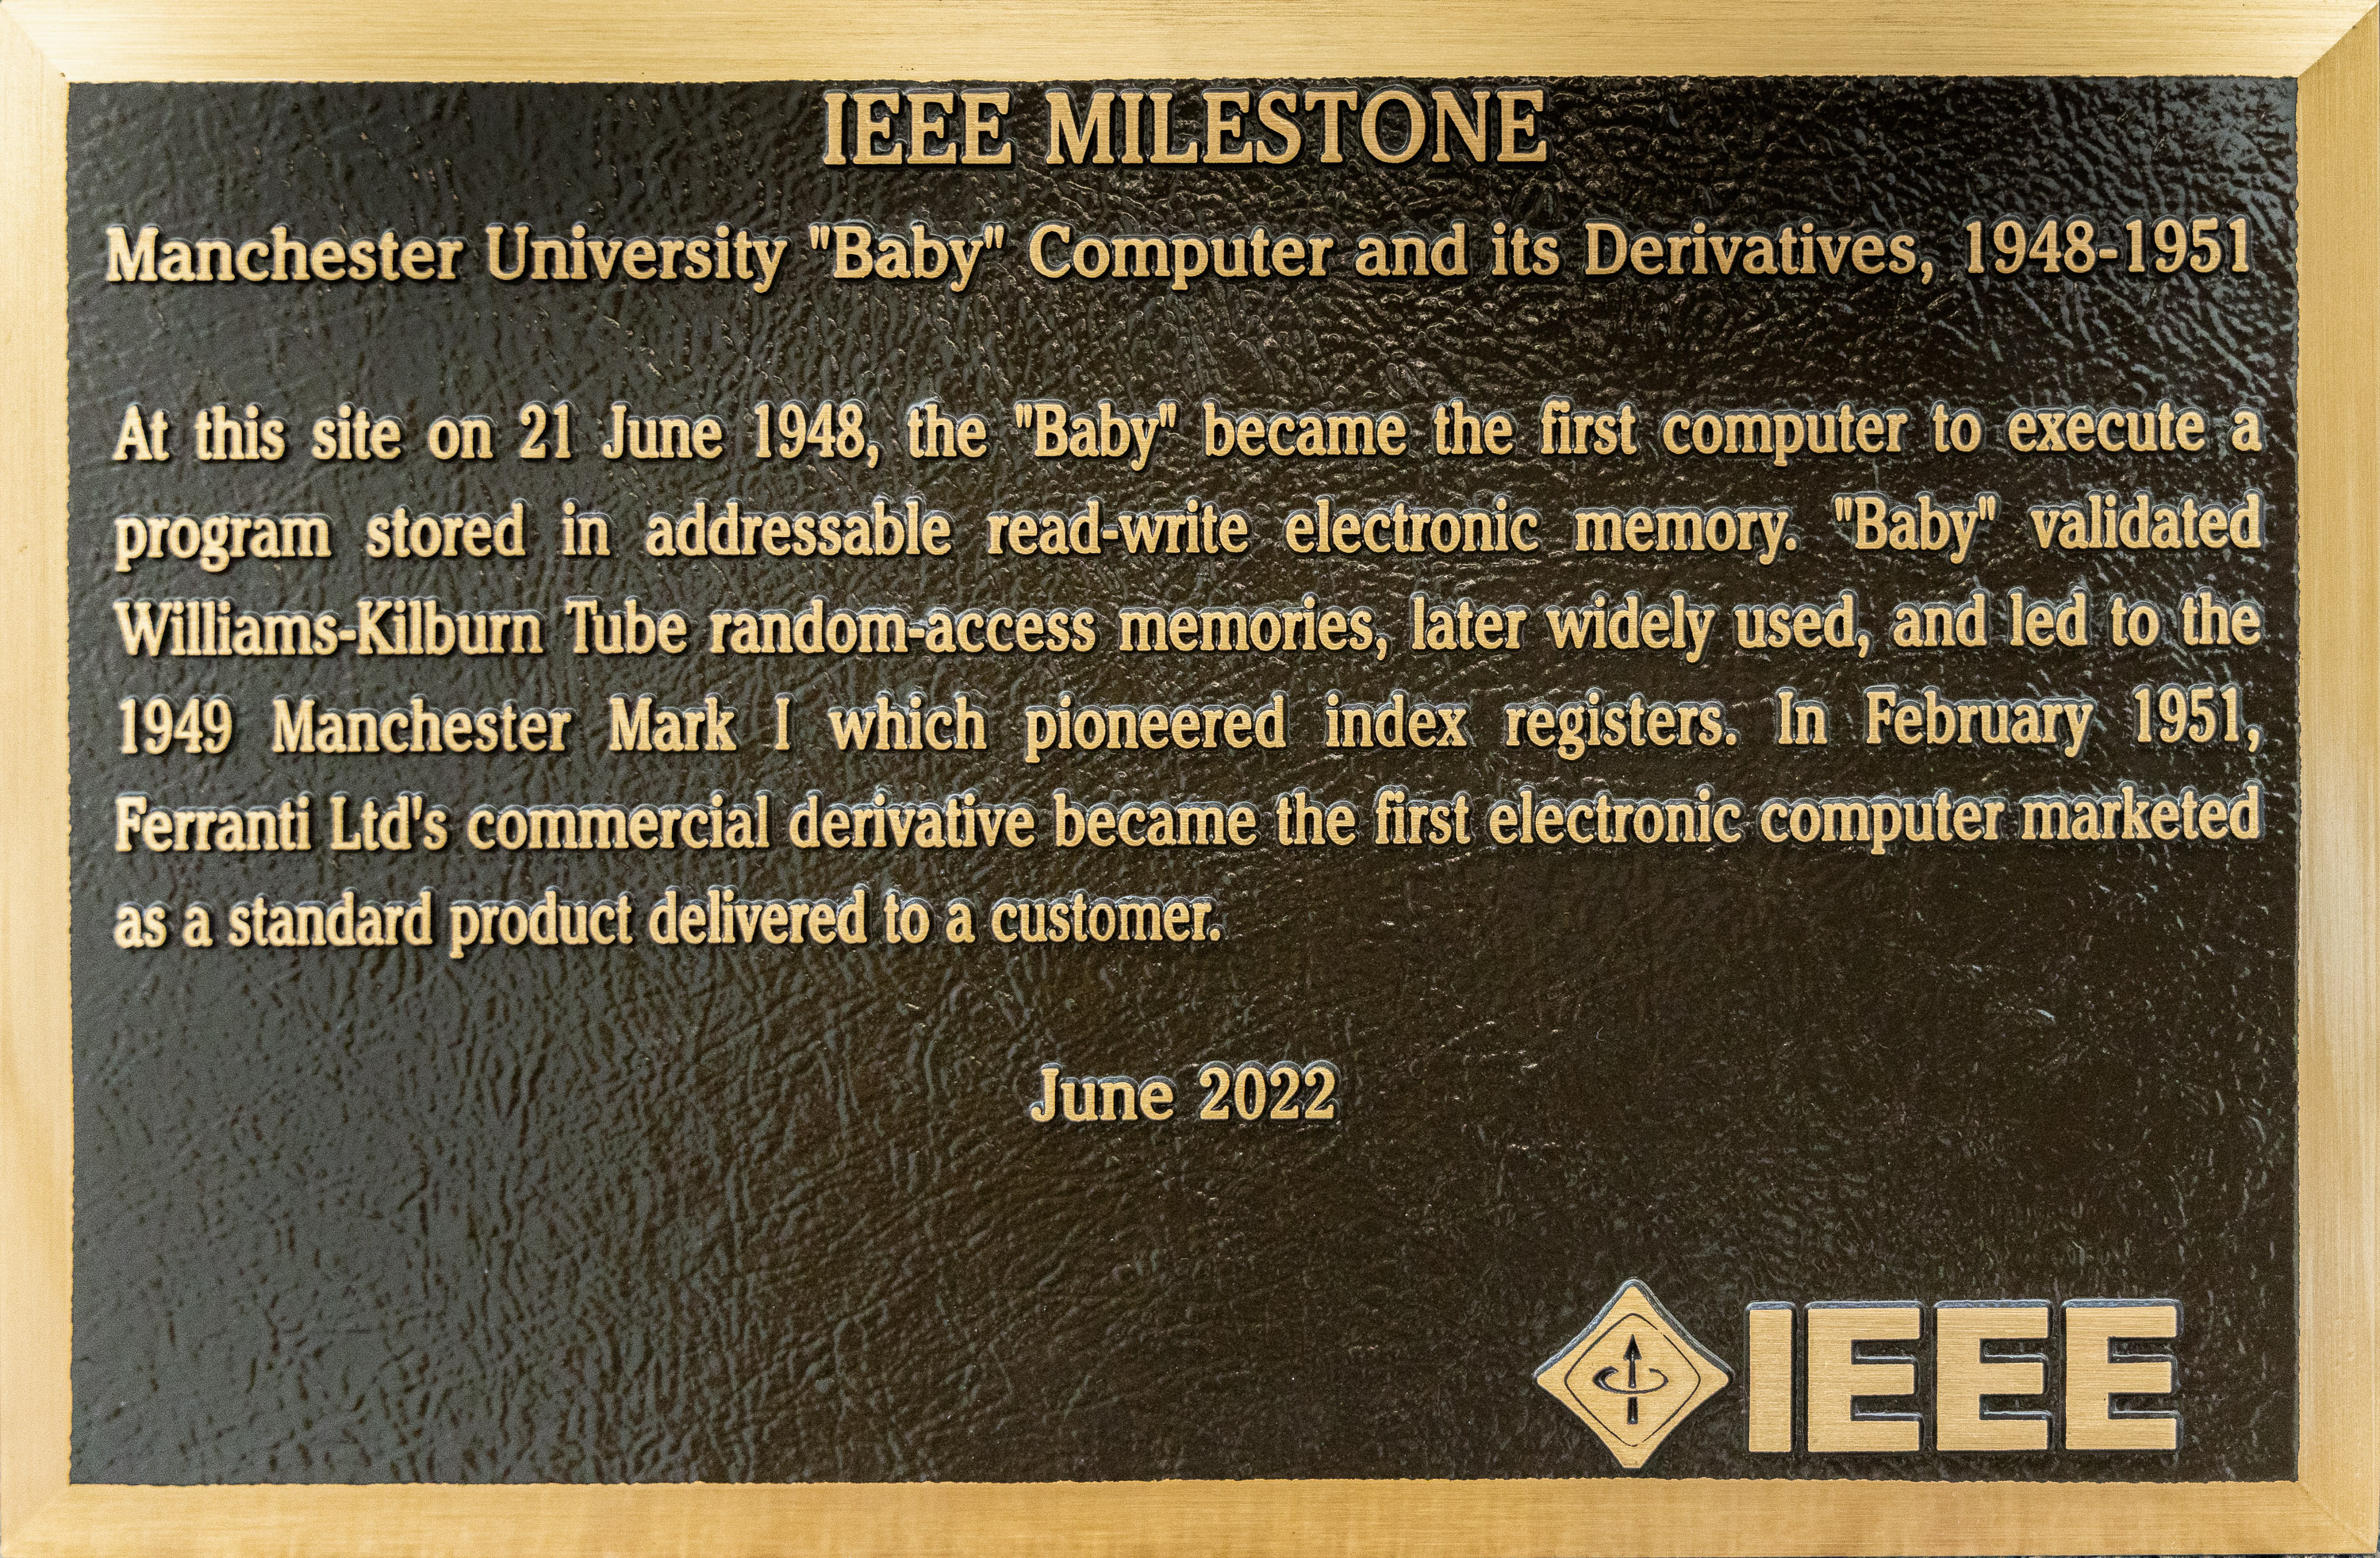 IEEE MILESTONE
Manchester University "Baby" Computer and its Derivatives, 1948-1951
At this site on 21 June 1948, the "Baby" became the first computer to execute a
program stored in addressable read-write electronic memory. "Baby" validated
Williams-Kilburn Tube random-access memories, later widely used, and led to the
1949 Manchester Mark I which pioneered index registers. In February 1951,
Ferranti Ltd's commercial derivative became the first electronic computer marketed
as a standard product delivered to a customer.
June 2022
IEEE